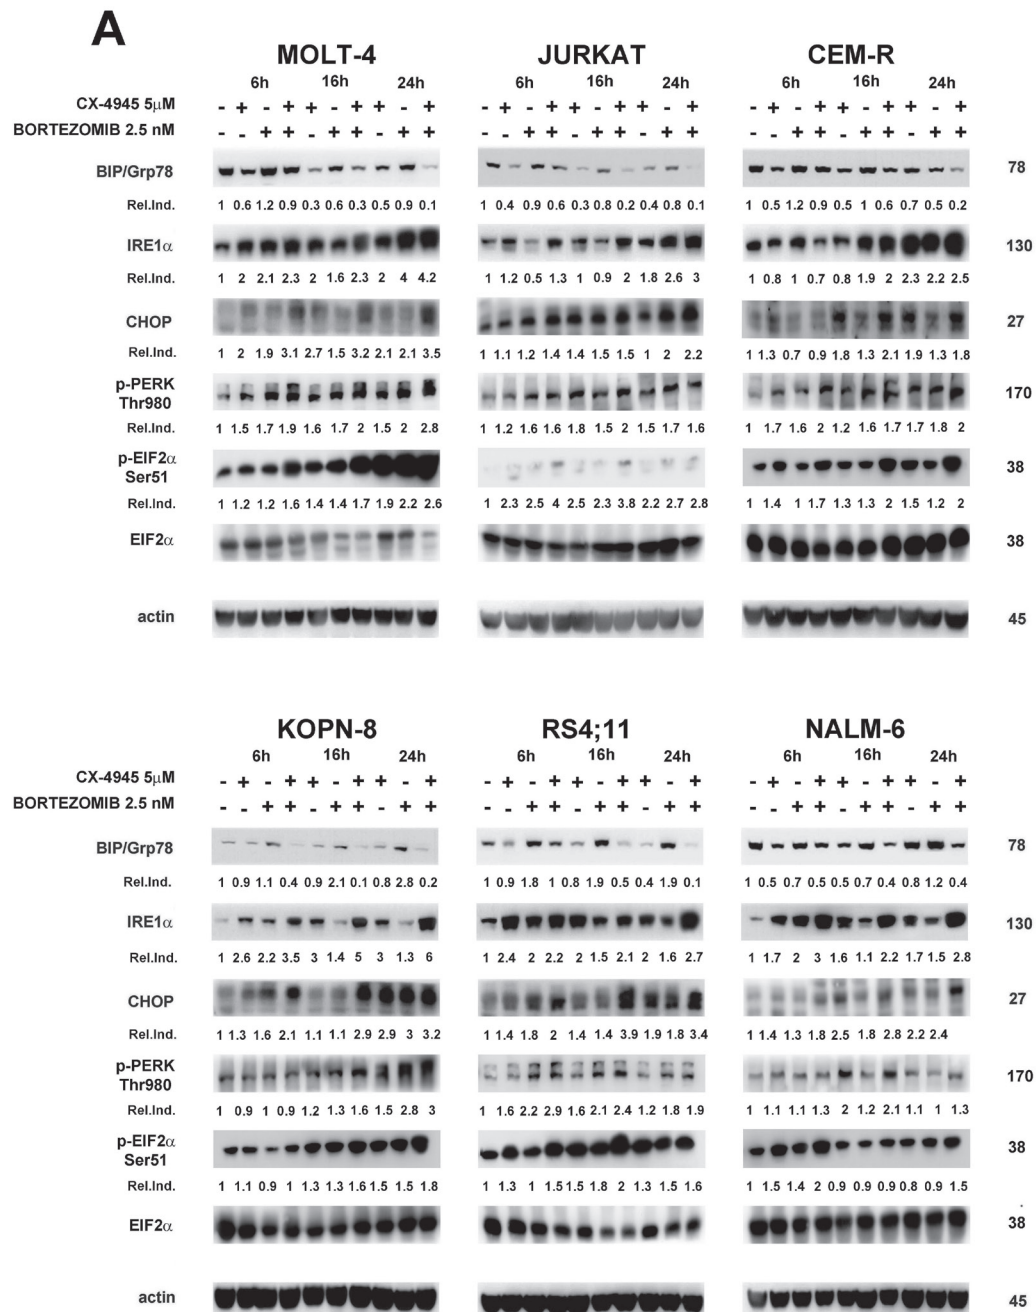 A
MOLT-4 JURKAT CEM-R
6h 16h 24h 6h 16h 24h 6h 16h 24h
CX-4945 5μM - + - + + - + + - + - + - + + - + + - + - + - + + - + + - +
BORTEZOMIB 2.5 nM - - + + - + + - + + - - + + - + + - + + - - + + - + + - + +
BIP/Grp78 78
Rel.Ind. 1 0.6 1.2 0.9 0.3 0.6 0.3 0.5 0.9 0.1 1 0.4 0.9 0.6 0.3 0.8 0.2 0.4 0.8 0.1 1 0.5 1.2 0.9 0.5 1 0.6 0.7 0.5 0.2
IRE1α 130
Rel.Ind. 1 2 2.1 2.3 2 1.6 2.3 2 4 4.2 1 1.2 0.5 1.3 1 0.9 2 1.8 2.6 3 1 0.8 1 0.7 0.8 1.9 2 2.3 2.2 2.5
CHOP 27
Rel.Ind. 1 2 1.9 3.1 2.7 1.5 3.2 2.1 2.1 3.5 1 1.1 1.2 1.4 1.4 1.5 1.5 1 2 2.2 1 1.3 0.7 0.9 1.8 1.3 2.1 1.9 1.3 1.8
p-PERK
Thr980 170
Rel.Ind. 1 1.5 1.7 1.9 1.6 1.7 2 1.5 2 2.8 1 1.2 1.6 1.6 1.8 1.5 2 1.5 1.7 1.6 1 1.7 1.6 2 1.2 1.6 1.7 1.7 1.8 2
p-EIF2α
Ser51 38
Rel.Ind. 1 1.2 1.2 1.6 1.4 1.4 1.7 1.9 2.2 2.6 1 2.3 2.5 4 2.5 2.3 3.8 2.2 2.7 2.8 1 1.4 1 1.7 1.3 1.3 2 1.5 1.2 2
EIF2α 38
actin 45
KOPN-8 RS4;11 NALM-6
6h 16h 24h 6h 16h 24h 6h 16h 24h
CX-4945 5μM - + - + + - + + - + - + - + + - + + - + - + - + + - + + - +
BORTEZOMIB 2.5 nM - - + + - + + - + + - - + + - + + - + + - - + + - + + - + +
BIP/Grp78 78
Rel.Ind. 1 0.9 1.1 0.4 0.9 2.1 0.1 0.8 2.8 0.2 1 0.9 1.8 1 0.8 1.9 0.5 0.4 1.9 0.1 1 0.5 0.7 0.5 0.5 0.7 0.4 0.8 1.2 0.4
IRE1α 130
Rel.Ind. 1 2.6 2.2 3.5 3 1.4 5 3 1.3 6 1 2.4 2 2.2 2 1.5 2.1 2 1.6 2.7 1 1.7 2 3 1.6 1.1 2.2 1.7 1.5 2.8
CHOP 27
Rel.Ind. 1 1.3 1.6 2.1 1.1 1.1 2.9 2.9 3 3.2 1 1.4 1.8 2 1.4 1.4 3.9 1.9 1.8 3.4 1 1.4 1.3 1.8 2.5 1.8 2.8 2.2 2.4
p-PERK
Thr980 170
Rel.Ind. 1 0.9 1 0.9 1.2 1.3 1.6 1.5 2.8 3 1 1.6 2.2 2.9 1.6 2.1 2.4 1.2 1.8 1.9 1 1.1 1.1 1.3 2 1.2 2.1 1.1 1 1.3
p-EIF2α
Ser51 38
Rel.Ind. 1 1.1 0.9 1 1.3 1.3 1.6 1.5 1.5 1.8 1 1.3 1 1.5 1.5 1.8 2 1.3 1.5 1.6 1 1.5 1.4 2 0.9 0.9 0.9 0.8 0.9 1.5
EIF2α 38
actin 45